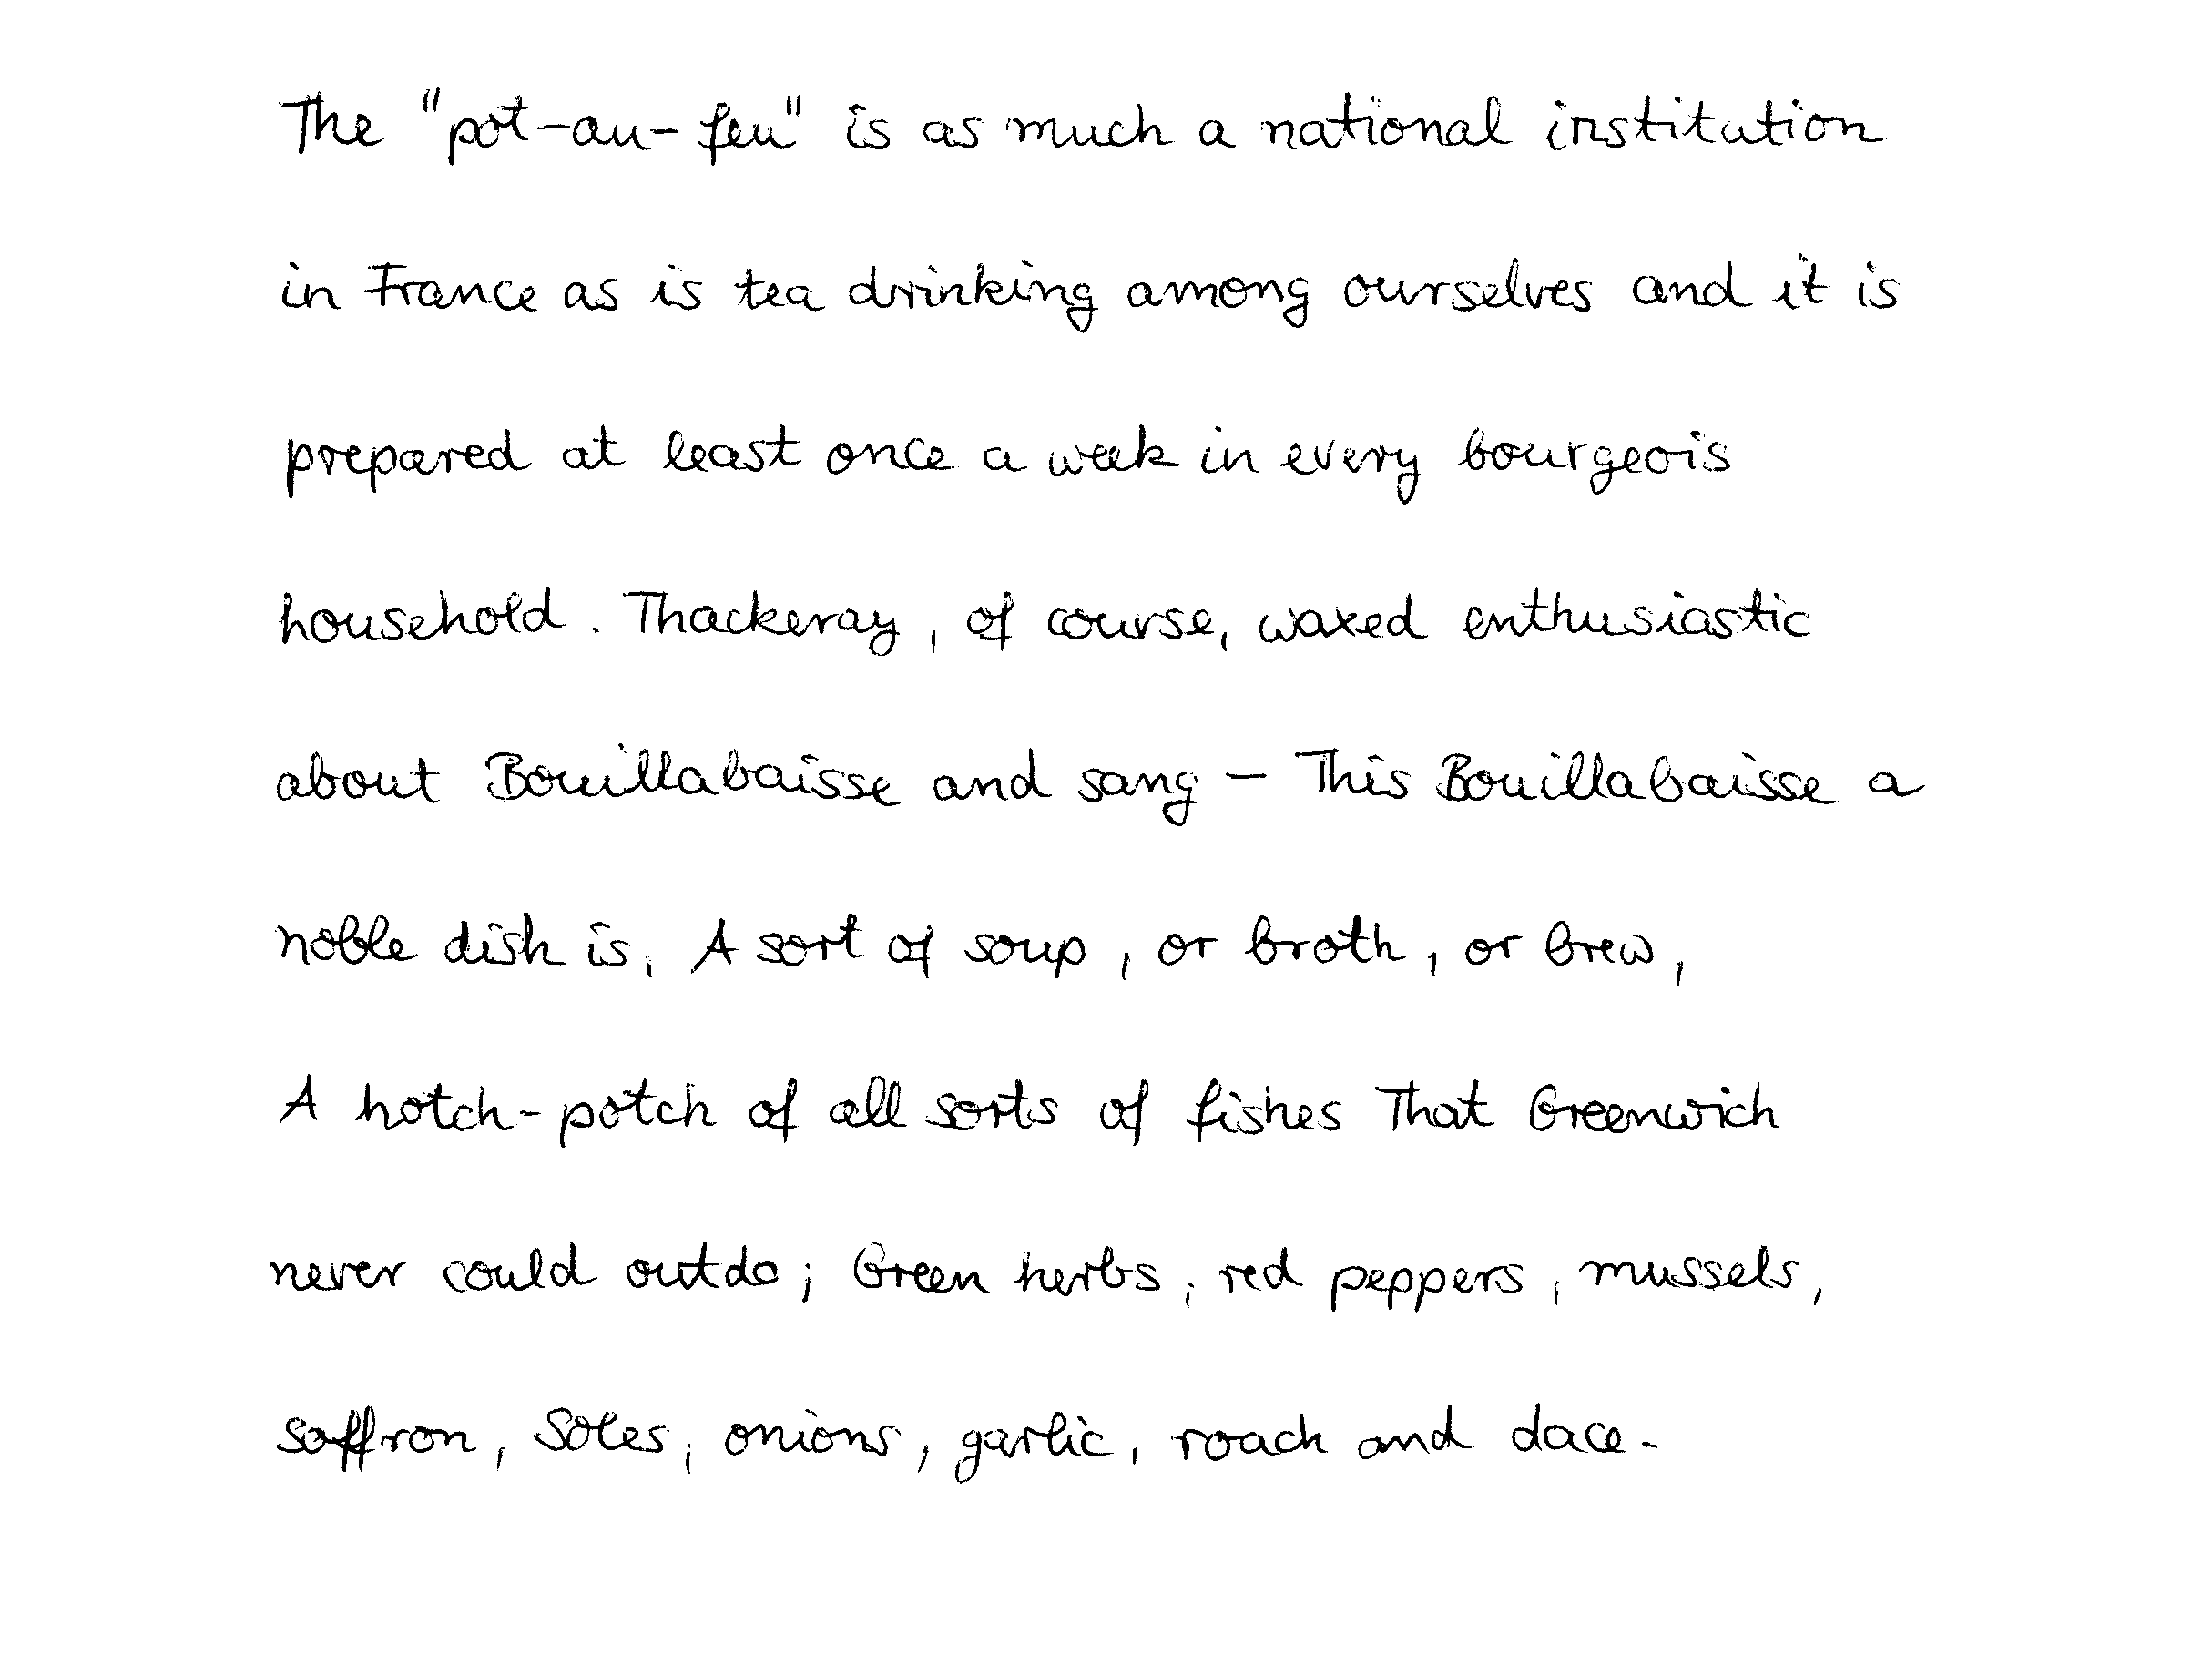 The "pot-au-feu" is as much a national institution
in France as is tea drinking among ourselves and it is
prepared at least once a week in every bourgeois
household. Thackeray, of course, waxed enthusiastic
about Bouillabaisse and sang - This Bouillabaisse a
noble dish is, A sort of soup, or broth, or brew,
A hotch-potch of all sorts of fishes That Greenwich
never could outdo; Green herbs, red peppers, mussels,
saffron, Soles, onions, garlic, roach and dace.